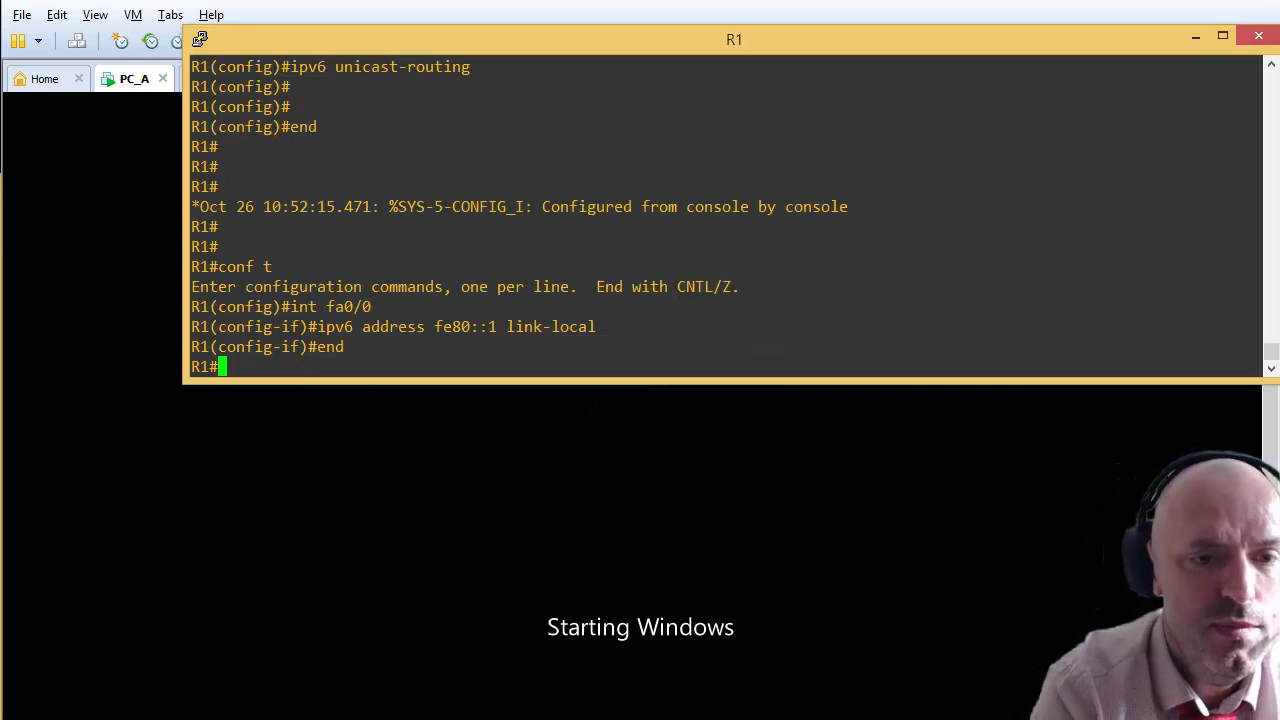 File Edit View VM Tabs Help
R1
Home
PC_A
R1(config)#ipv6 unicast-routing
R1(config)#
R1(config)#
R1(config)#end
R1#
R1#
R1#
*Oct 26 10:52:15.471: %SYS-5-CONFIG_I: Configured from console by console
R1#
R1#
R1#conf t
Enter configuration commands, one per line.  End with CNTL/Z.
R1(config)#int fa0/0
R1(config-if)#ipv6 address fe80::1 link-local
R1(config-if)#end
R1#
Starting Windows